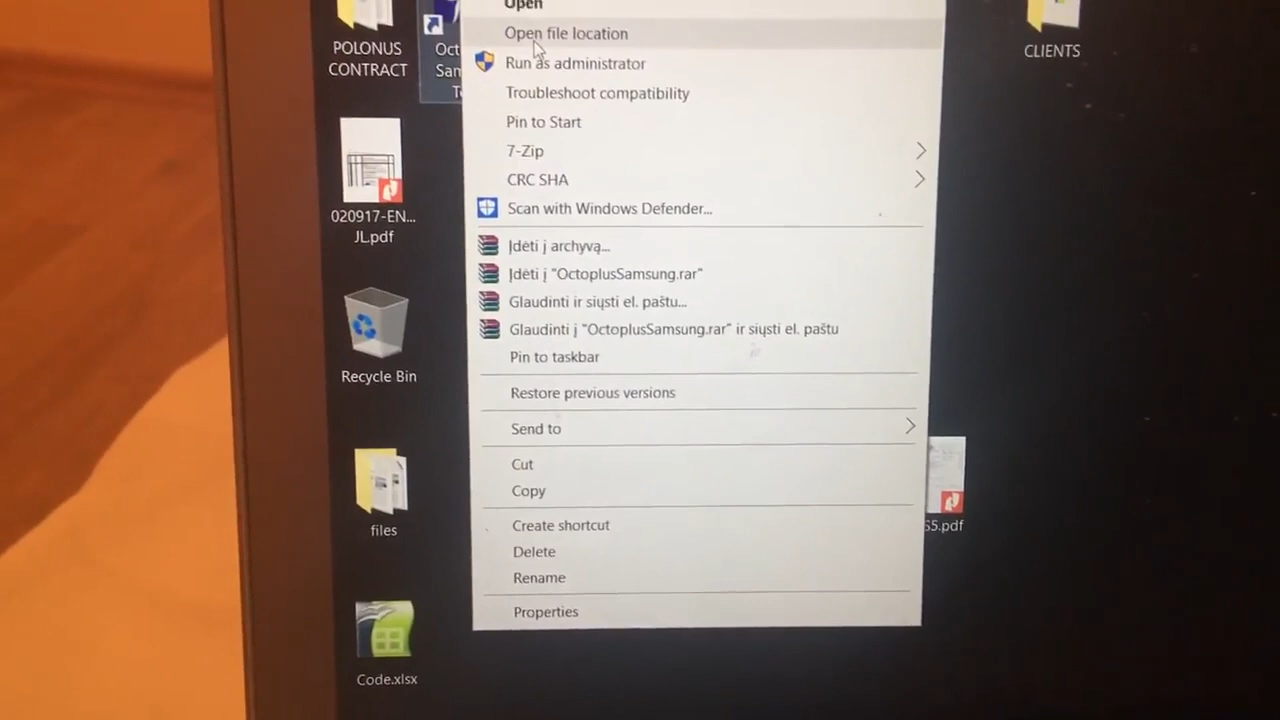 POLONUS
CONTRACT
Oct
Sam
T
020917-EN...
JL.pdf
Recycle Bin
files
Code.xlsx
Open
Open file location
Run as administrator
Troubleshoot compatibility
Pin to Start
7-Zip
CRC SHA
Scan with Windows Defender...
Įdėti į archyvą...
Įdėti į "OctoplusSamsung.rar"
Glaudinti ir siųsti el. paštu...
Glaudinti į "OctoplusSamsung.rar" ir siųsti el. paštu
Pin to taskbar
Restore previous versions
Send to
Cut
Copy
Create shortcut
Delete
Rename
Properties
CLIENTS
S5.pdf